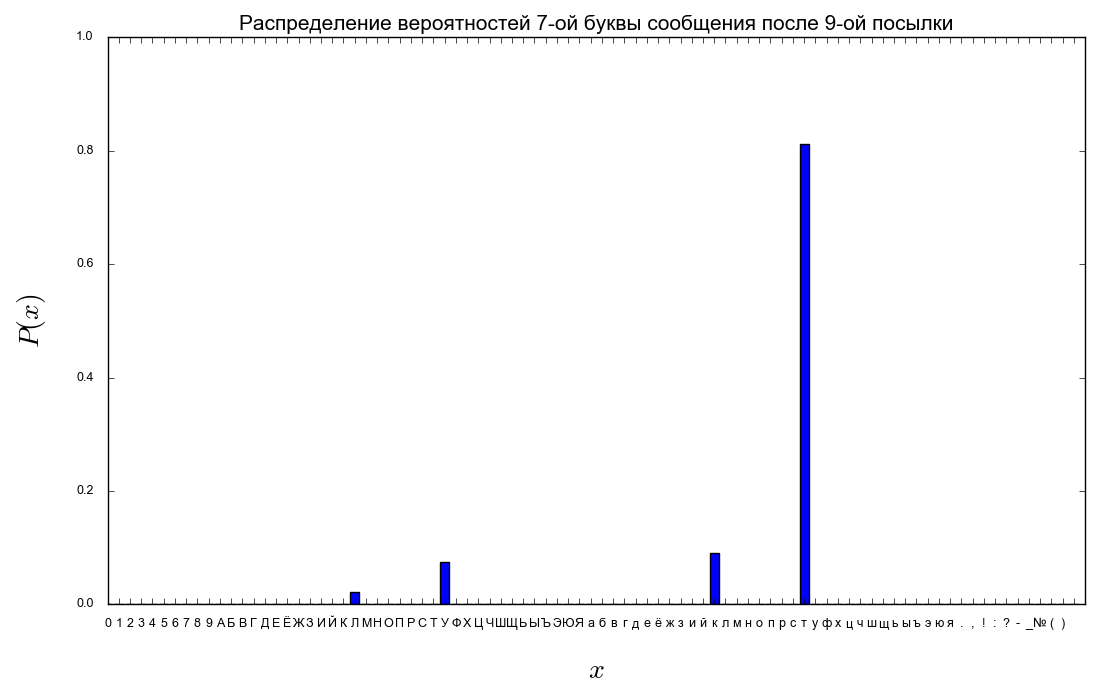 Распределение вероятностей 7-ой буквы сообщения после 9-ой посылки
1.0
0.8
0.6
0.4
0.2
0.0
P(x)
0 1 2 3 4 5 6 7 8 9 А Б В Г Д Е Ё Ж З И Й К Л М Н О П Р С Т У Ф Х Ц Ч Ш Щ Ь Ы Ъ Э Ю Я а б в г д е ё ж з и й к л м н о п р с т у ф х ц ч ш щ ь ы ъ э ю я . , ! : ? - _ № ( )
x